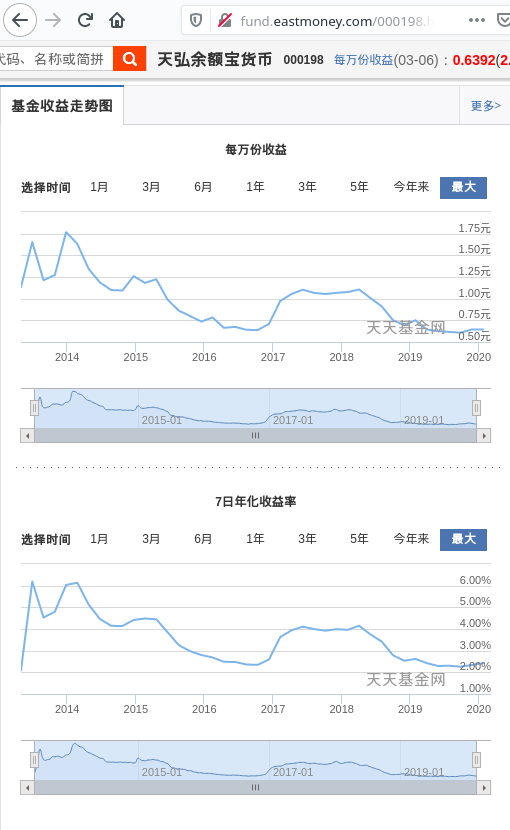 fund.eastmoney.com/000198.h
代码、名称或简拼
天弘余额宝货币 000198 每万份收益(03-06)：0.6392(2.
基金收益走势图 更多>
每万份收益
选择时间 1月 3月 6月 1年 3年 5年 今年来 最大
1.75元
1.50元
1.25元
1.00元
0.75元
天天基金网
0.50元
2014 2015 2016 2017 2018 2019 2020
2015-01 2017-01 2019-01
7日年化收益率
选择时间 1月 3月 6月 1年 3年 5年 今年来 最大
6.00%
5.00%
4.00%
3.00%
2.00%
天天基金网
1.00%
2014 2015 2016 2017 2018 2019 2020
2015-01 2017-01 2019-01